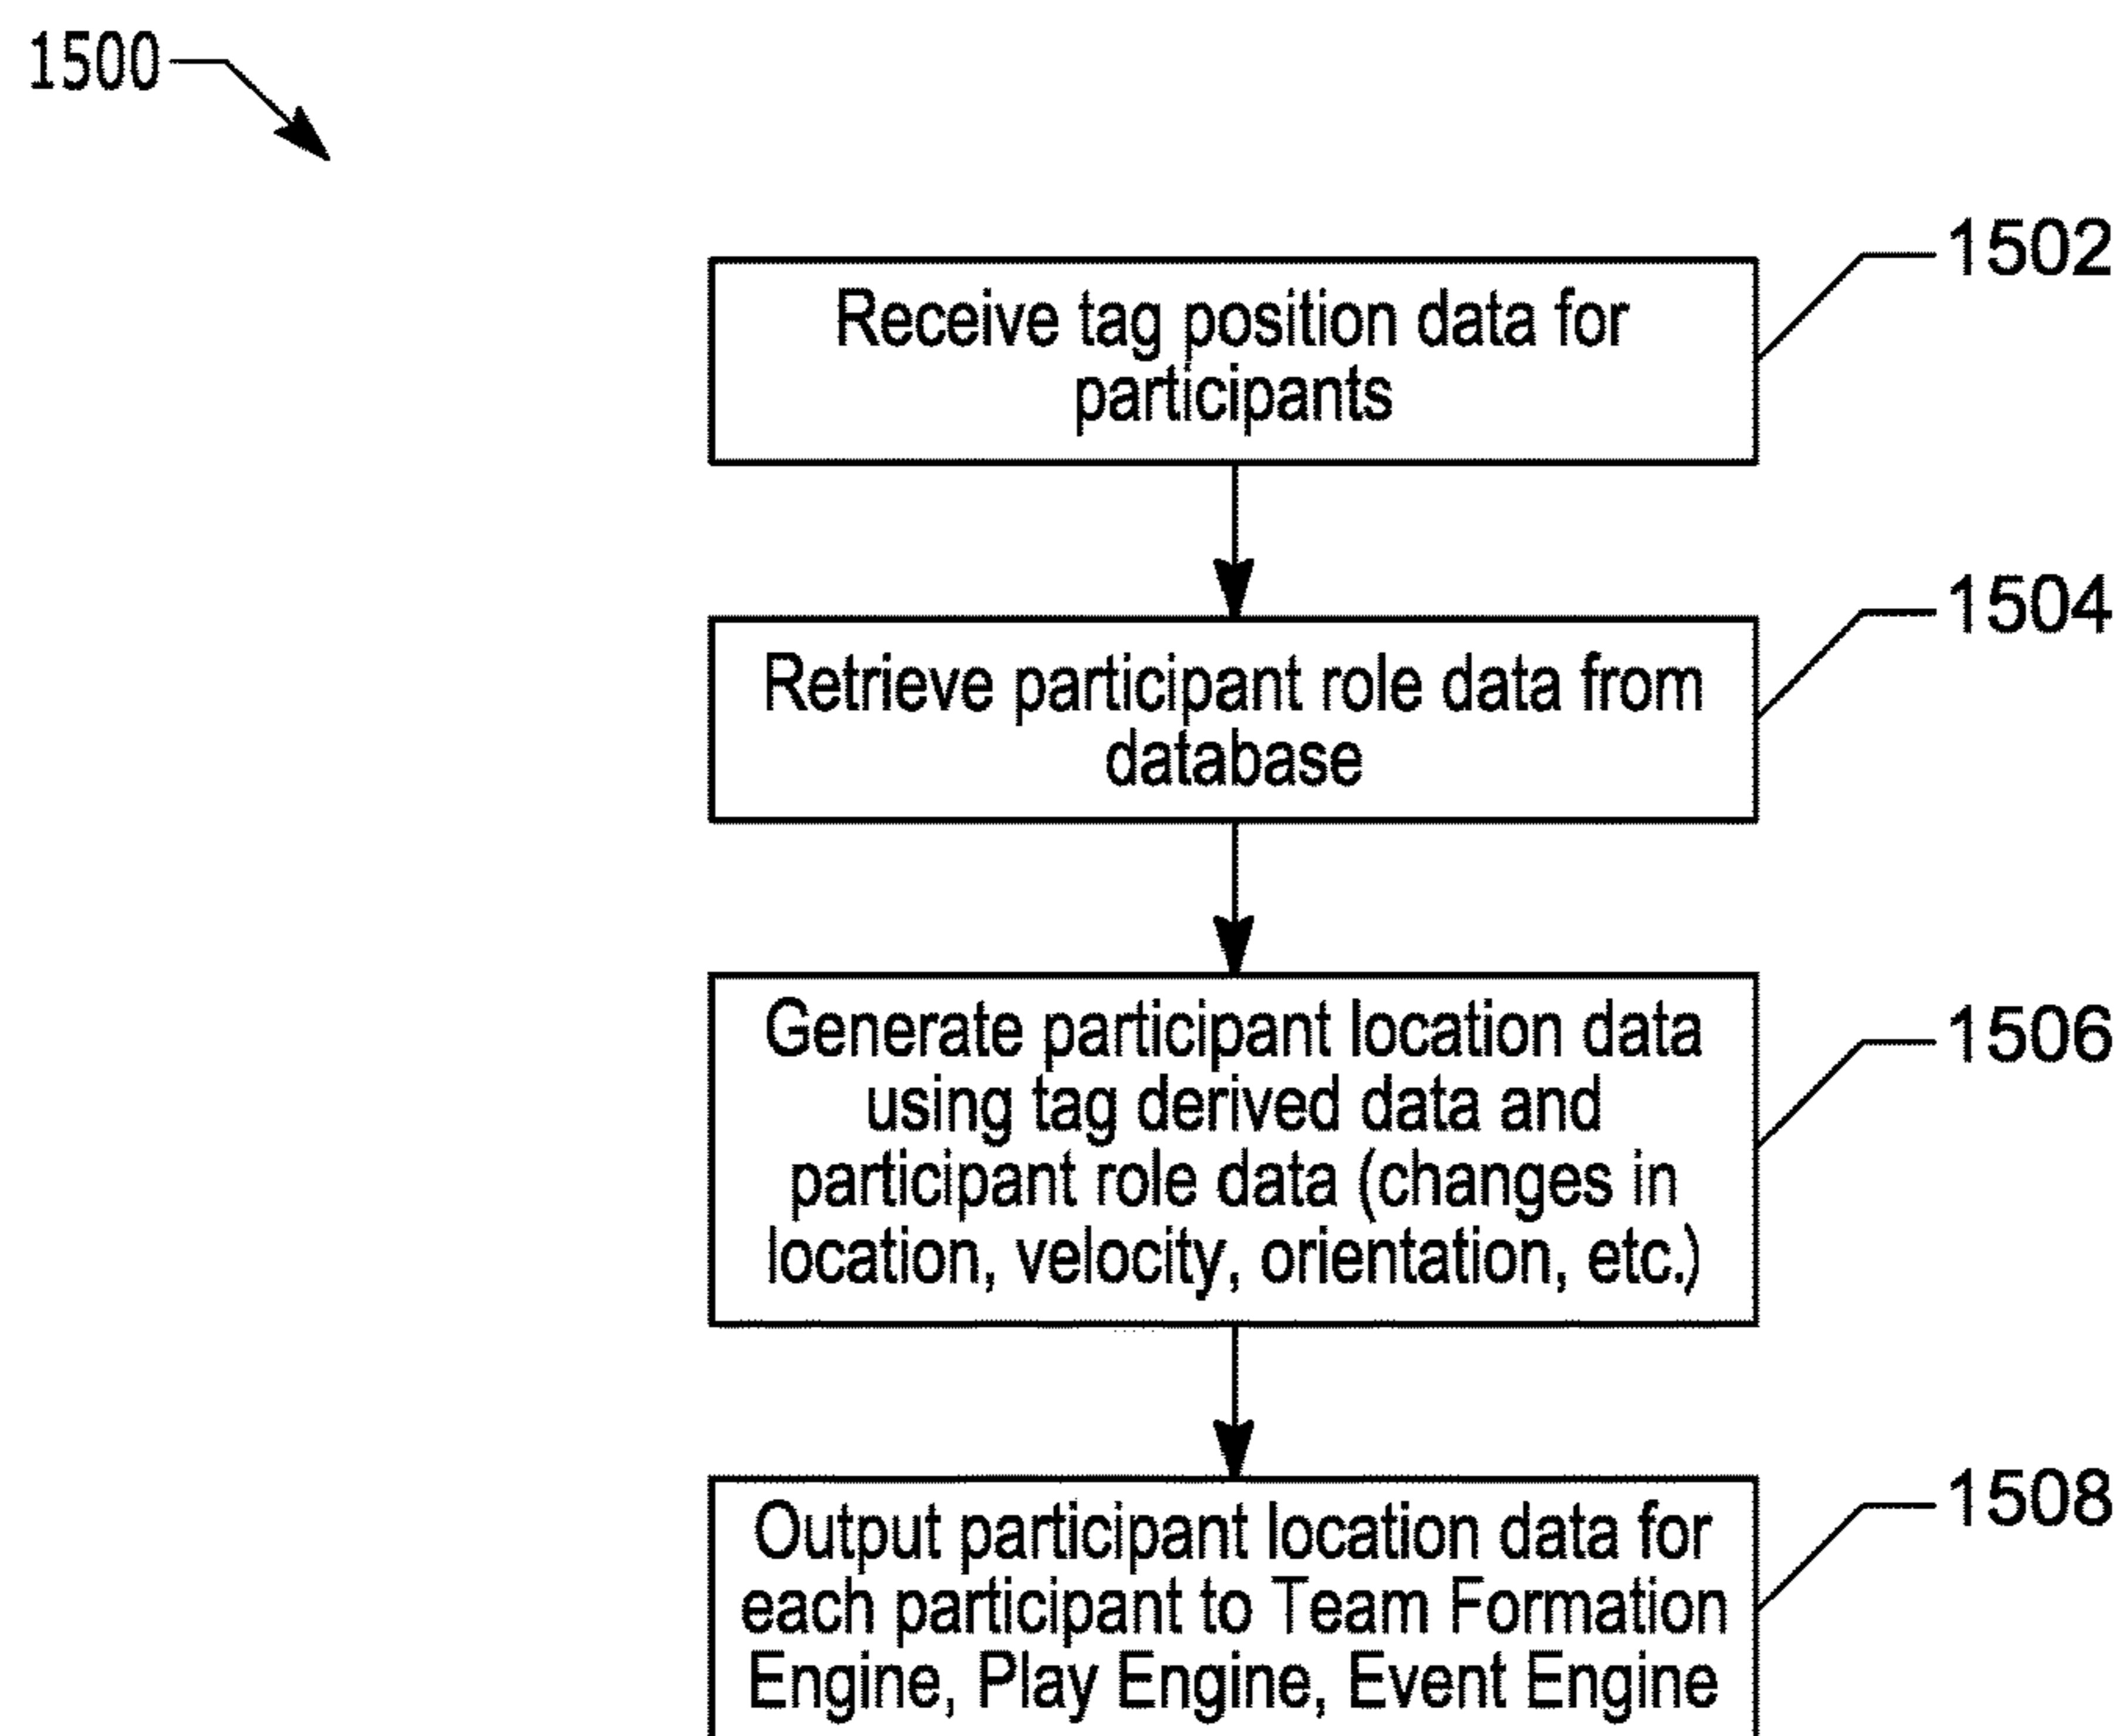 1500
1502
Receive tag position data for
participants
1504
Retrieve participant role data from
database
1506
Generate participant location data
using tag derived data and
participant role data (changes in
location, velocity, orientation, etc.)
1508
Output participant location data for
each participant to Team Formation
Engine, Play Engine, Event Engine